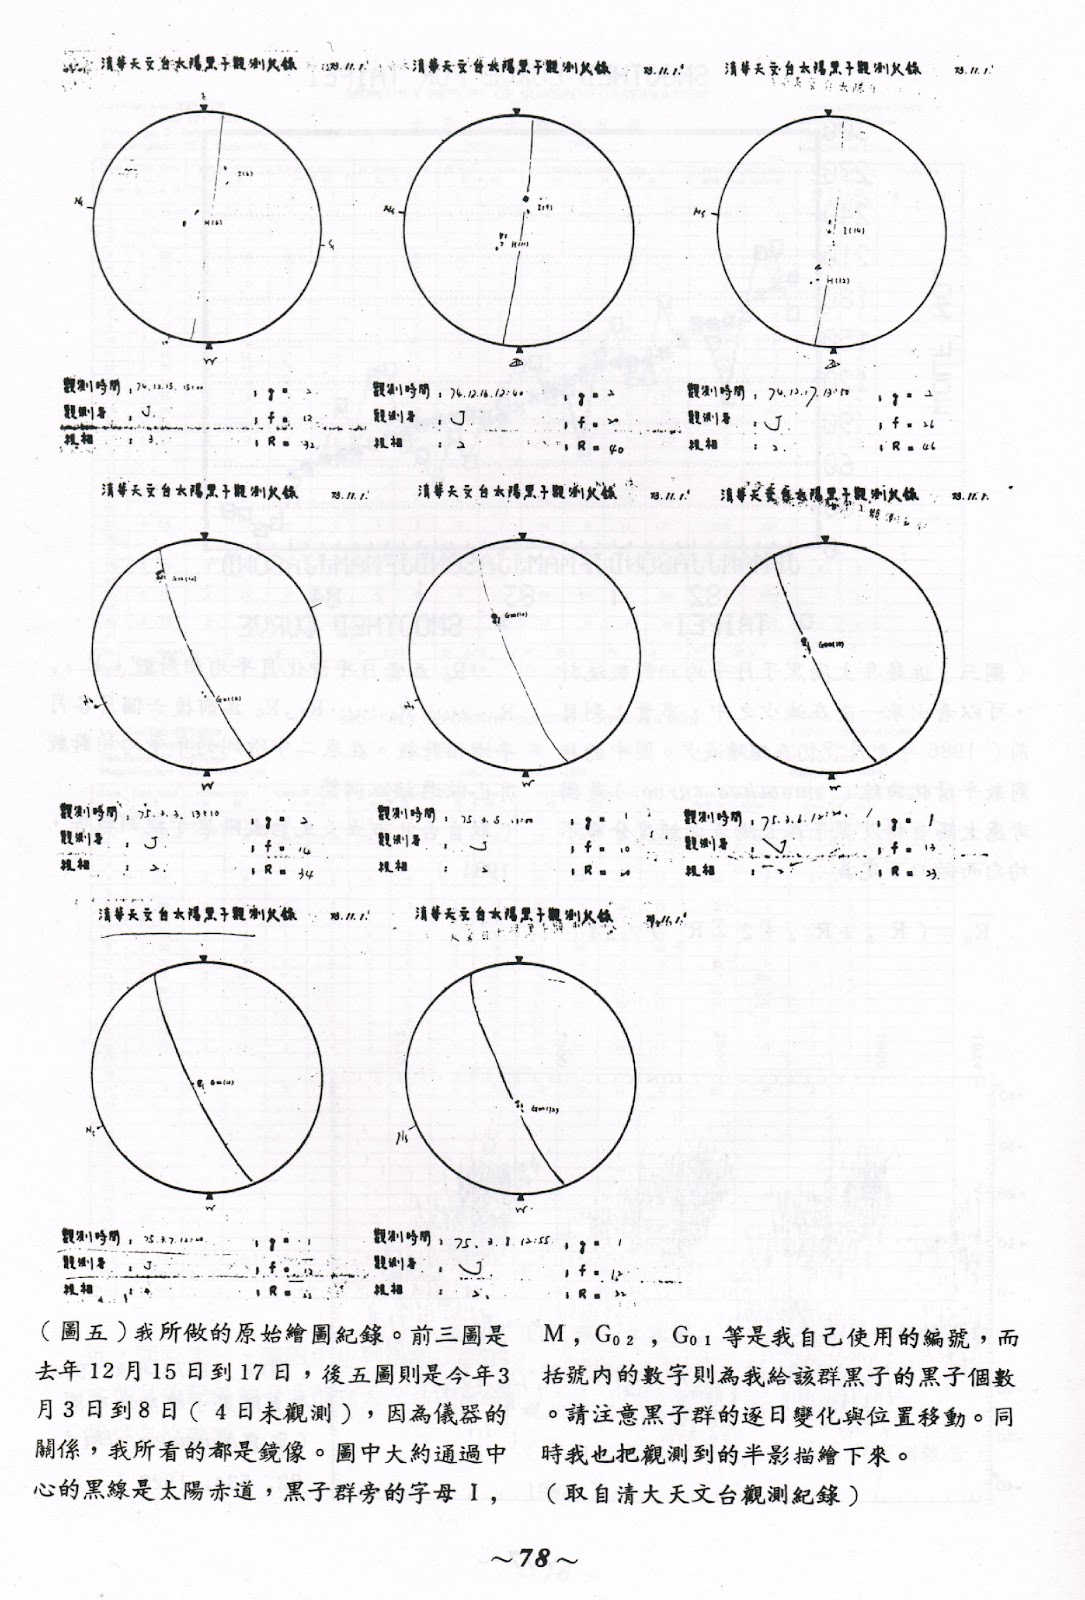 清華天文台太陽黑子觀測紀錄 73.11.1.
清華天文台太陽黑子觀測紀錄 73.11.1.
清華天文台太陽黑子觀測紀錄 73.11.1.
I(6)
H(6)
W
I(9)
H(11)
I(14)
H(12)
觀測時間：74.12.15. 15:00 ；g = 2
觀測者：J ；f = 12
視相：3 ；R = 32
觀測時間：74.12.16. 12:40 ；g = 2
觀測者：J ；f = 20
視相：2 ；R = 40
觀測時間：74.12.17. 13:50 ；g = 2
觀測者：J ；f = 26
視相：2. ；R = 46
清華天文台太陽黑子觀測紀錄 73.11.1.
清華天文台太陽黑子觀測紀錄 73.11.1.
清華天文台太陽黑子觀測紀錄 73.11.1.
W
W
W
觀測時間：75.3.3. 13:10 ；g = 2
觀測者：J ；f = 14
視相：2. ；R = 34
觀測時間：75.3.5. ；g = 1
觀測者：J ；f = 10
視相：2 ；R = 20
觀測時間：75.3.6. ；g = 1
觀測者：J ；f = 13
視相：2 ；R = 23
清華天文台太陽黑子觀測紀錄 73.11.1.
清華天文台太陽黑子觀測紀錄
Ns
Ns
W
W
觀測時間：75.3.7. ；g = 1
觀測者：J ；f = 12
視相： ；R = 22
觀測時間：75.3.8. 12:55. ；g = 1
觀測者：J ；f = 12
視相：2. ；R = 22
（圖五）我所做的原始繪圖紀錄。前三圖是
去年12月15日到17日，後五圖則是今年3
月3日到8日（4日未觀測），因為儀器的
關係，我所看的都是鏡像。圖中大約通過中
心的黑線是太陽赤道，黑子群旁的字母 I，
M，G02，G01等是我自己使用的編號，而
括號內的數字則為我給該群黑子的黑子個數
。請注意黑子群的逐日變化與位置移動。同
時我也把觀測到的半影描繪下來。
（取自清大天文台觀測紀錄）
～78～